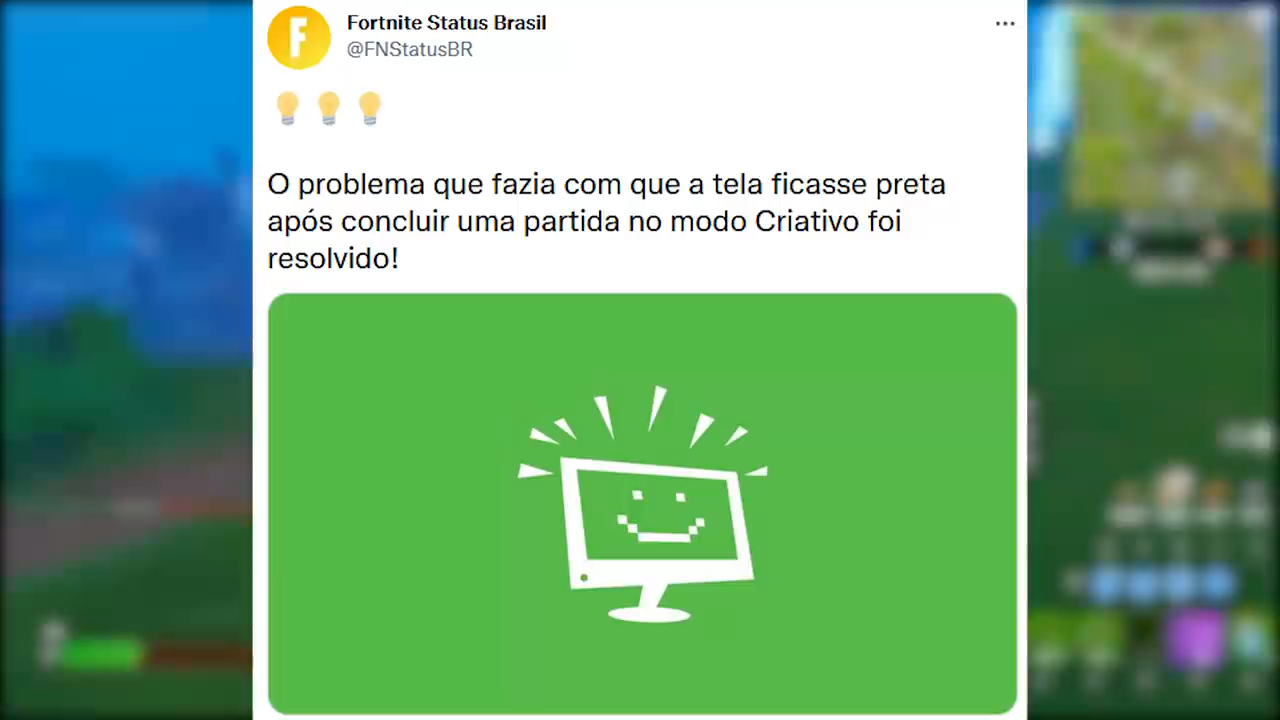 Fortnite Status Brasil
@FNStatusBR
💡 💡 💡
O problema que fazia com que a tela ficasse preta
após concluir uma partida no modo Criativo foi
resolvido!